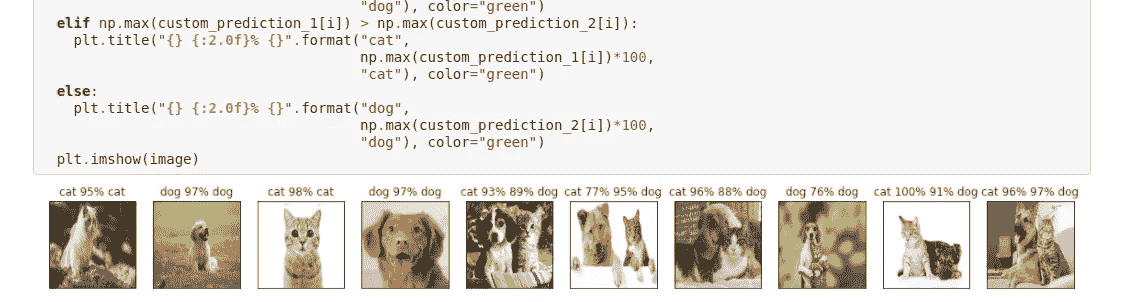 "dog"), color="green")
elif np.max(custom_prediction_1[i]) > np.max(custom_prediction_2[i]):
plt.title("{} {:2.0f}% {}".format("cat",
np.max(custom_prediction_1[i])*100,
"cat"), color="green")
else:
plt.title("{} {:2.0f}% {}".format("dog",
np.max(custom_prediction_2[i])*100,
"dog"), color="green")
plt.imshow(image)
cat 95% cat dog 97% dog cat 98% cat dog 97% dog cat 93% 89% dog cat 77% 95% dog cat 96% 88% dog dog 76% dog cat 100% 91% dog cat 96% 97% dog